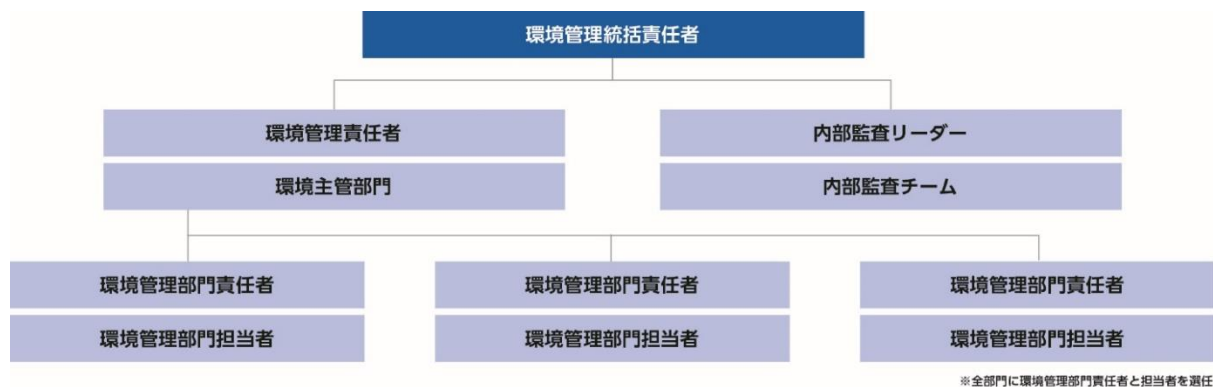 環境管理統括責任者
環境管理責任者
内部監査リーダー
環境主管部門
内部監査チーム
環境管理部門責任者
環境管理部門責任者
環境管理部門責任者
環境管理部門担当者
環境管理部門担当者
環境管理部門担当者
※全部門に環境管理部門責任者と担当者を選任